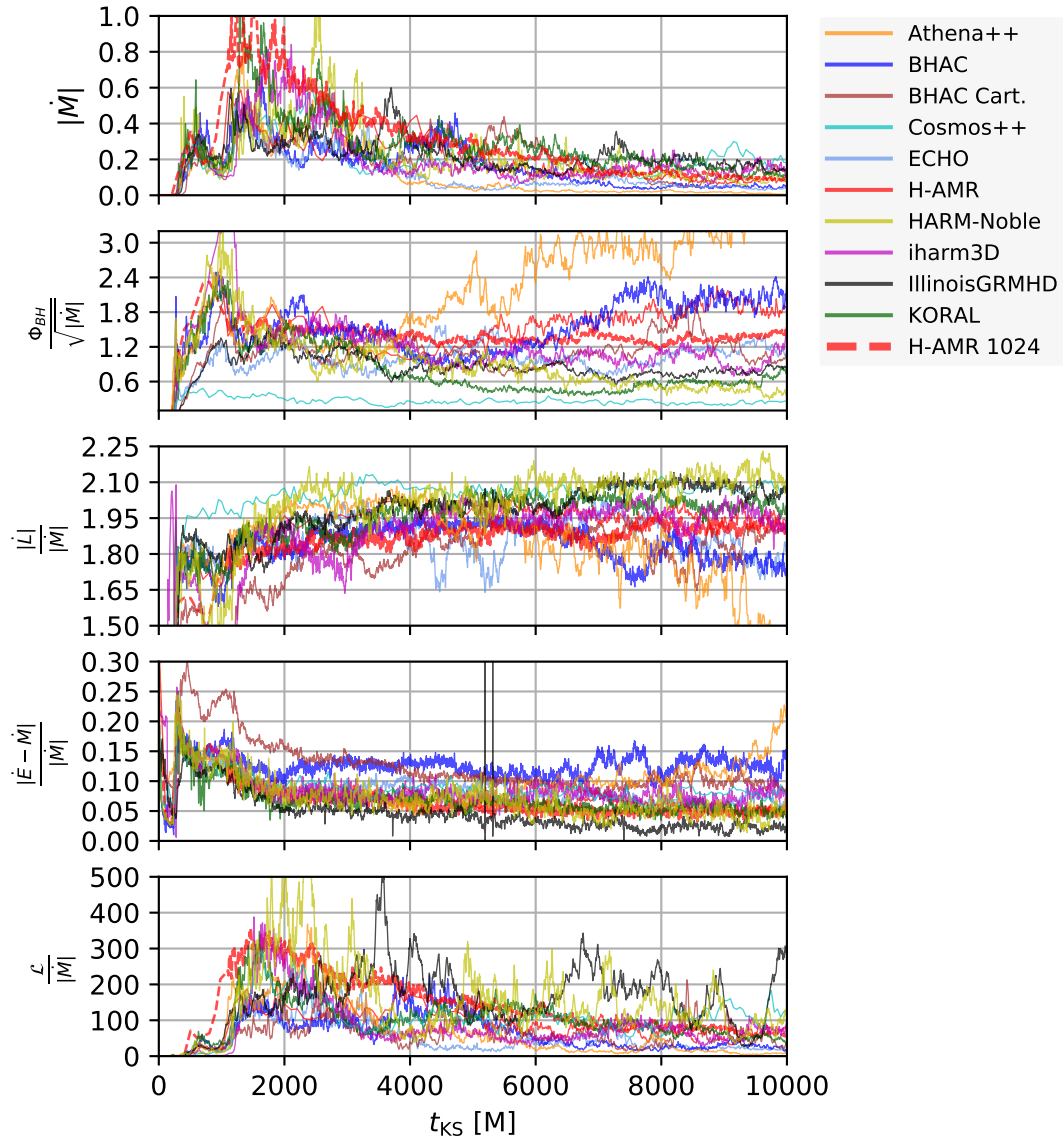 1.0
0.8
0.6
0.4
0.2
0.0
|Ṁ|
3.0
2.4
1.8
1.2
0.6
Φ_BH / √|Ṁ|
2.25
2.10
1.95
1.80
1.65
1.50
|L̇| / |Ṁ|
0.30
0.25
0.20
0.15
0.10
0.05
0.00
|Ė − Ṁ| / |Ṁ|
500
400
300
200
100
0
ℒ / |Ṁ|
0 2000 4000 6000 8000 10000
t_KS [M]
Athena++
BHAC
BHAC Cart.
Cosmos++
ECHO
H-AMR
HARM-Noble
iharm3D
IllinoisGRMHD
KORAL
H-AMR 1024